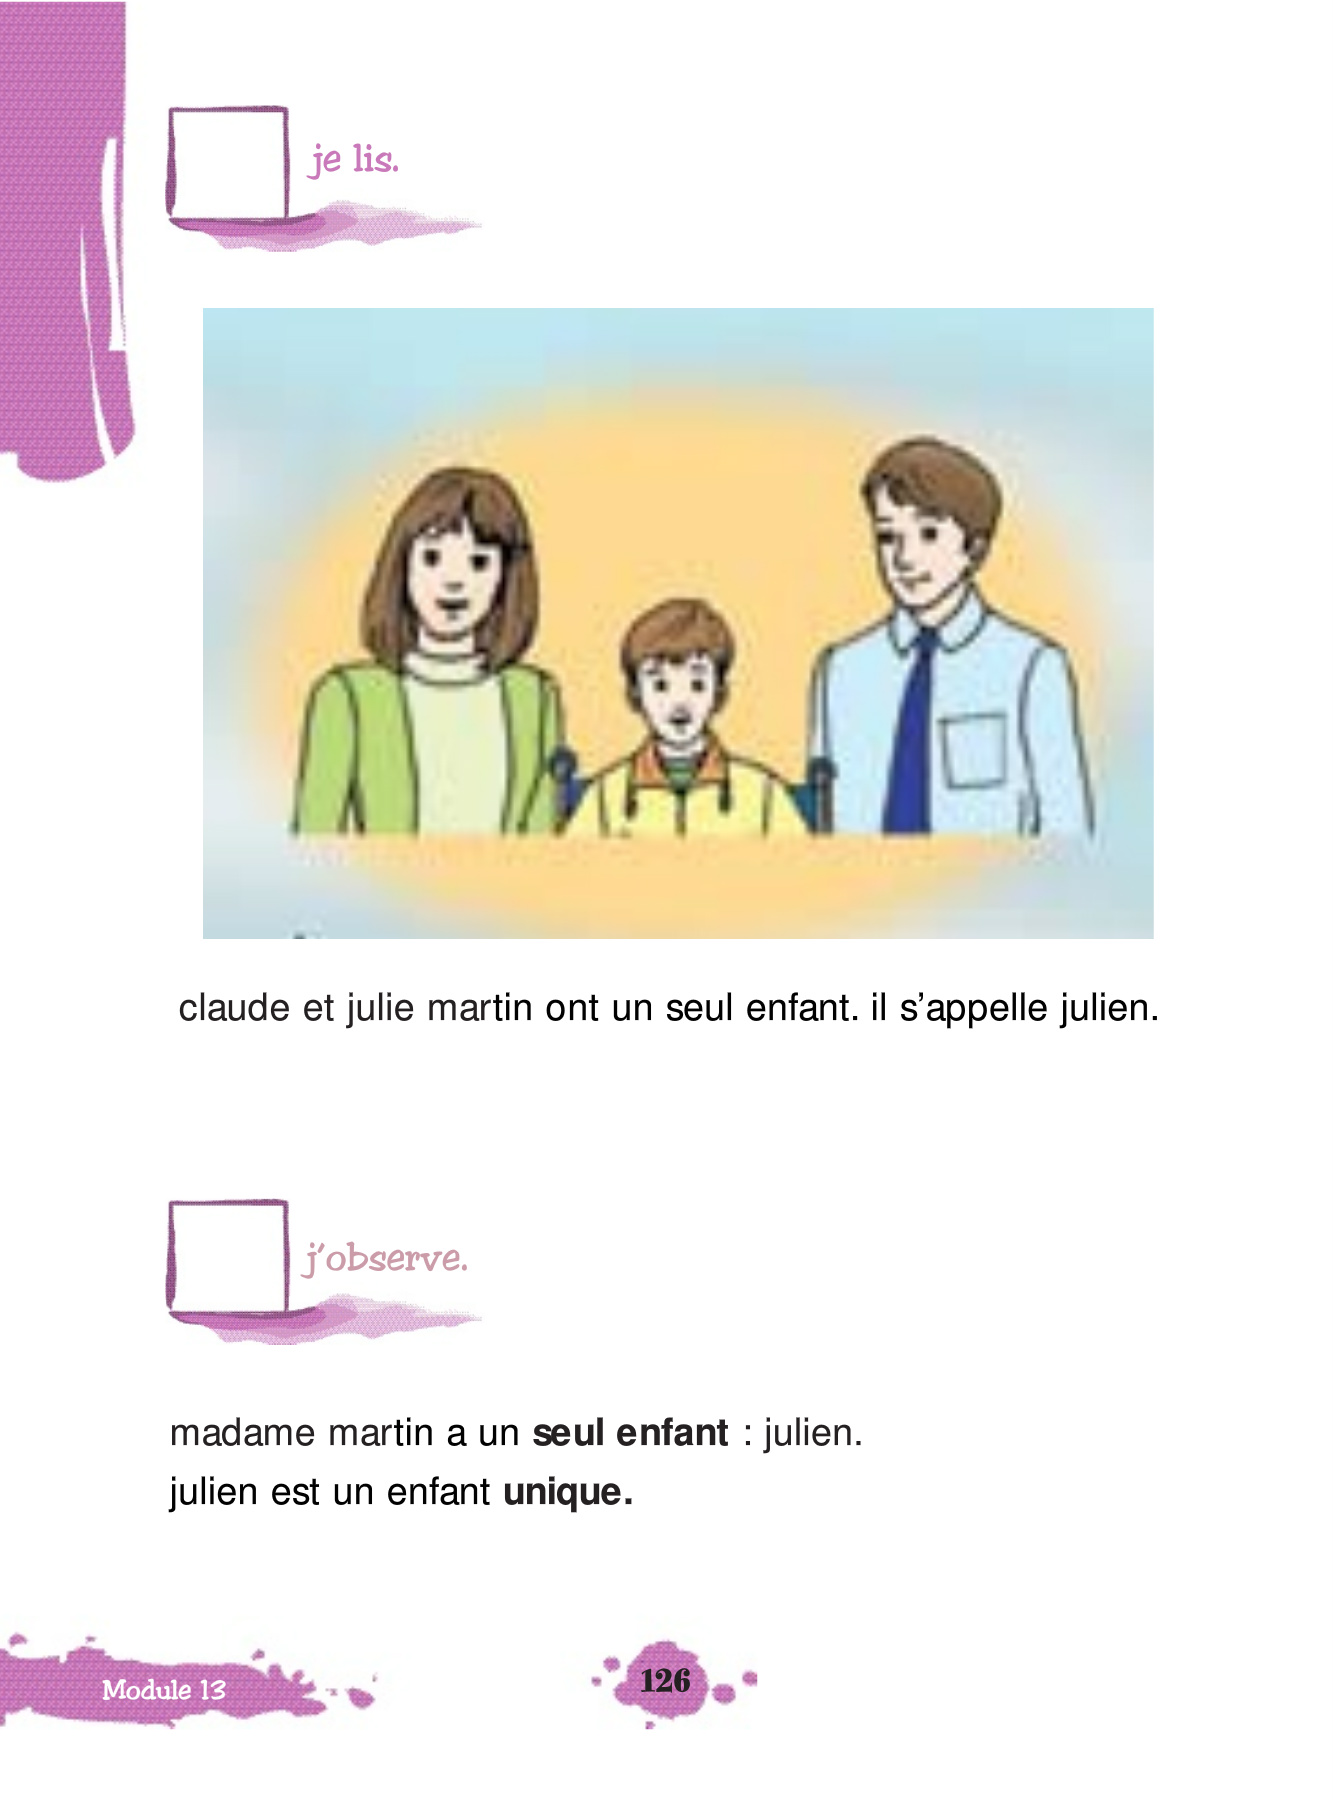 je lis.
claude et julie martin ont un seul enfant. il s’appelle julien.
j’observe.
madame martin a un seul enfant : julien.
julien est un enfant unique.
Module 13
126